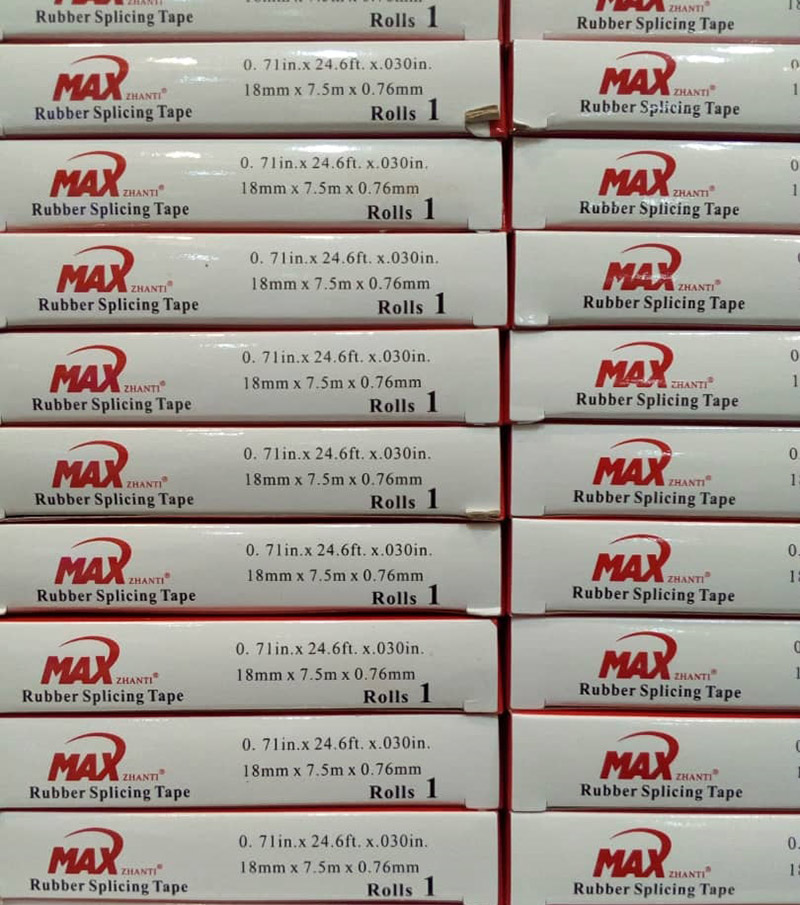 Rubber Splicing Tape
Rolls 1
Rubber Splicing Tape
MAX ZHANTI®
Rubber Splicing Tape
0. 71in.x 24.6ft. x.030in.
18mm x 7.5m x 0.76mm
Rolls 1
MAX ZHANTI®
Rubber Splicing Tape
MAX ZHANTI®
Rubber Splicing Tape
0. 71in.x 24.6ft. x.030in.
18mm x 7.5m x 0.76mm
Rolls 1
MAX ZHANTI®
Rubber Splicing Tape
MAX ZHANTI®
Rubber Splicing Tape
0. 71in.x 24.6ft. x.030in.
18mm x 7.5m x 0.76mm
Rolls 1
MAX ZHANTI®
Rubber Splicing Tape
MAX ZHANTI®
Rubber Splicing Tape
0. 71in.x 24.6ft. x.030in.
18mm x 7.5m x 0.76mm
Rolls 1
MAX ZHANTI®
Rubber Splicing Tape
MAX ZHANTI®
Rubber Splicing Tape
0. 71in.x 24.6ft. x.030in.
18mm x 7.5m x 0.76mm
Rolls 1
MAX ZHANTI®
Rubber Splicing Tape
MAX ZHANTI®
Rubber Splicing Tape
0. 71in.x 24.6ft. x.030in.
18mm x 7.5m x 0.76mm
Rolls 1
MAX ZHANTI®
Rubber Splicing Tape
MAX ZHANTI®
Rubber Splicing Tape
0. 71in.x 24.6ft. x.030in.
18mm x 7.5m x 0.76mm
Rolls 1
MAX ZHANTI®
Rubber Splicing Tape
MAX ZHANTI®
Rubber Splicing Tape
0. 71in.x 24.6ft. x.030in.
18mm x 7.5m x 0.76mm
Rolls 1
MAX ZHANTI®
Rubber Splicing Tape
MAX ZHANTI®
Rubber Splicing Tape
0. 71in.x 24.6ft. x.030in.
18mm x 7.5m x 0.76mm
Rolls 1
MAX ZHANTI®
Rubber Splicing Tape